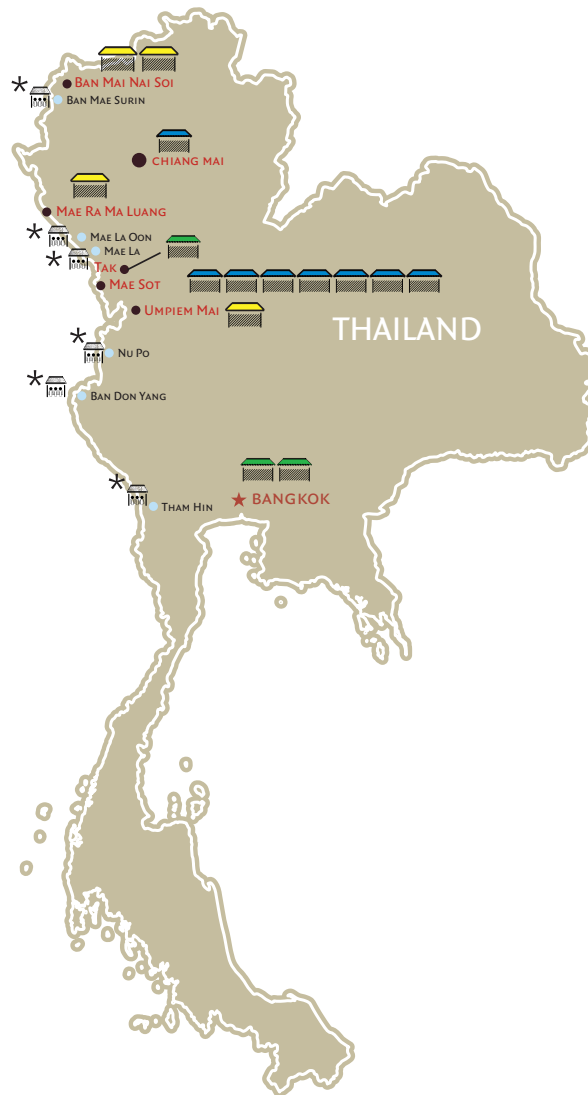 *
Ban Mai Nai Soi
Ban Mae Surin
Chiang Mai
Mae Ra Ma Luang
*
Mae La Oon
*
Mae La
Tak
Mae Sot
Umpiem Mai
THAILAND
*
Nu Po
*
Ban Don Yang
*
Tham Hin
BANGKOK